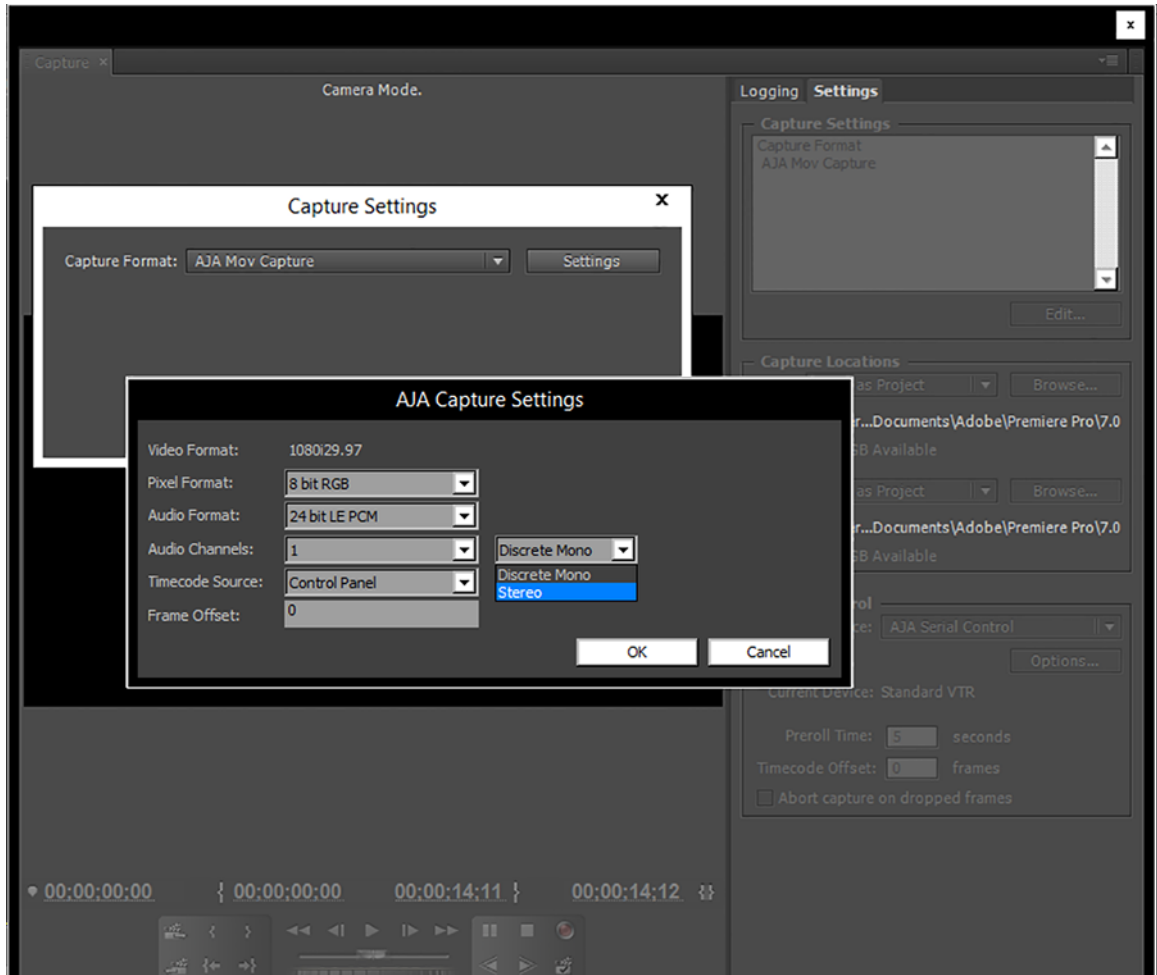 x
Capture ×
Camera Mode.
Logging Settings
Capture Settings
Capture Format
AJA Mov Capture
Edit...
Capture Settings x
Capture Format: AJA Mov Capture Settings
Capture Locations
as Project Browse...
r...Documents\Adobe\Premiere Pro\7.0
GB Available
as Project Browse...
r...Documents\Adobe\Premiere Pro\7.0
GB Available
AJA Capture Settings
Video Format: 1080i29.97
Pixel Format: 8 bit RGB
Audio Format: 24 bit LE PCM
Audio Channels: 1 Discrete Mono
Discrete Mono
Stereo
Timecode Source: Control Panel
Frame Offset: 0
OK Cancel
rol
ce: AJA Serial Control
Options...
Current Device: Standard VTR
Preroll Time: 5 seconds
Timecode Offset: 0 frames
Abort capture on dropped frames
00;00;00;00 { 00;00;00;00 00;00;14;11 } 00;00;14;12 {}